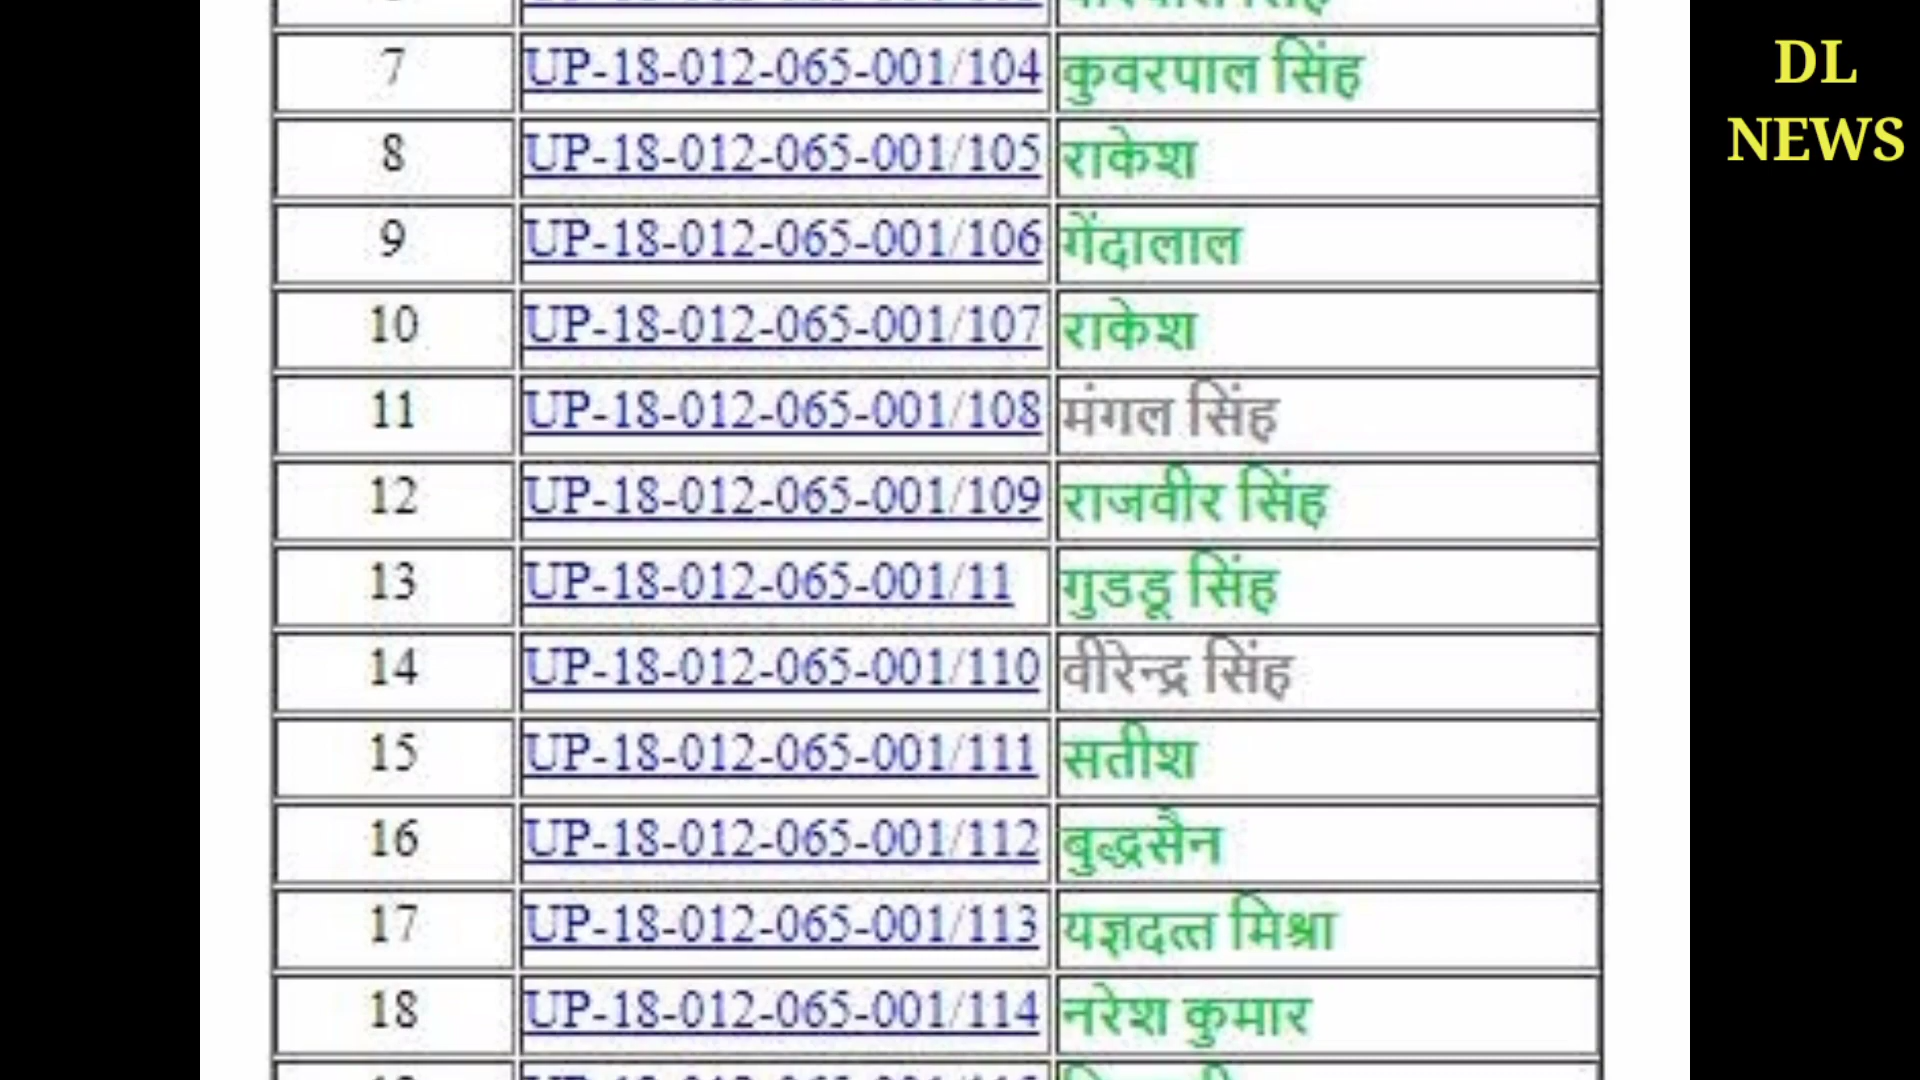 7 UP-18-012-065-001/104 कुवरपाल सिंह
8 UP-18-012-065-001/105 राकेश
9 UP-18-012-065-001/106 गेंदालाल
10 UP-18-012-065-001/107 राकेश
11 UP-18-012-065-001/108 मंगल सिंह
12 UP-18-012-065-001/109 राजवीर सिंह
13 UP-18-012-065-001/11 गुडडू सिंह
14 UP-18-012-065-001/110 वीरेन्द्र सिंह
15 UP-18-012-065-001/111 सतीश
16 UP-18-012-065-001/112 बुद्धसैन
17 UP-18-012-065-001/113 यज्ञदत्त मिश्रा
18 UP-18-012-065-001/114 नरेश कुमार
DL
NEWS